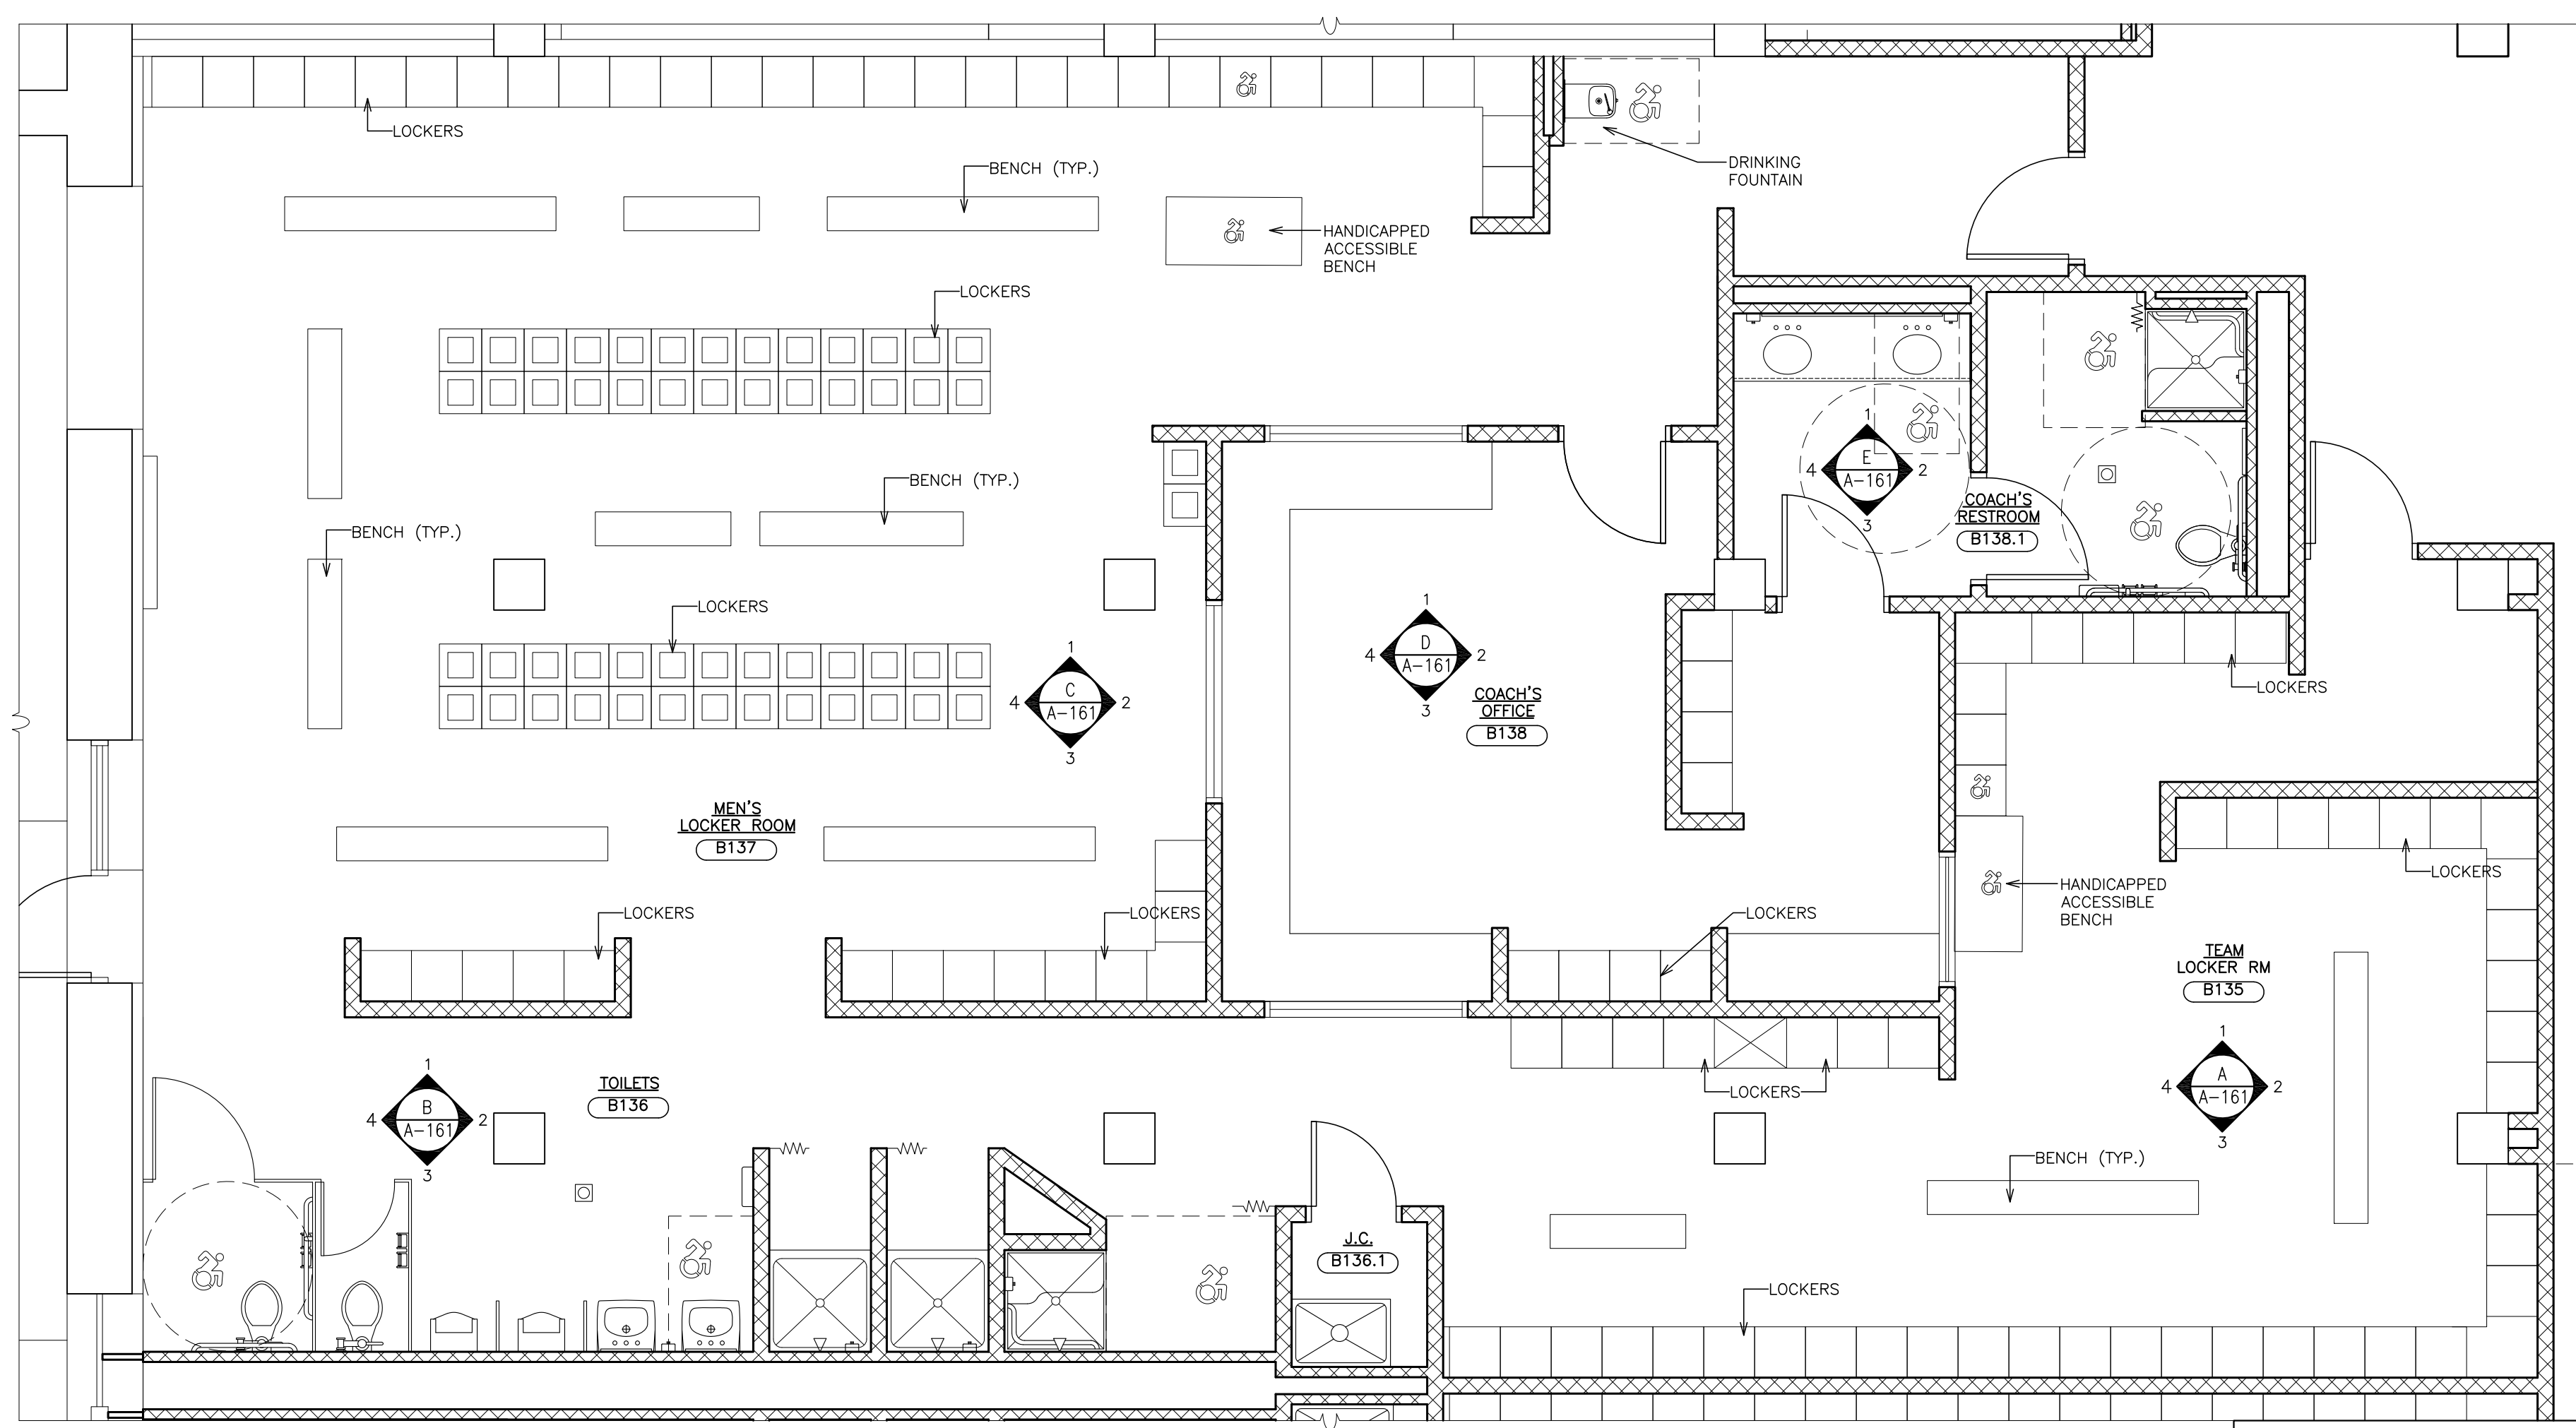 LOCKERS
BENCH (TYP.)
DRINKING
FOUNTAIN
HANDICAPPED
ACCESSIBLE
BENCH
LOCKERS
BENCH (TYP.)
BENCH (TYP.)
LOCKERS
1
4
E
A-161
2
3
COACH'S
RESTROOM
B138.1
1
4
C
A-161
2
3
1
4
D
A-161
2
3
COACH'S
OFFICE
B138
LOCKERS
MEN'S
LOCKER ROOM
B137
LOCKERS
LOCKERS
LOCKERS
HANDICAPPED
ACCESSIBLE
BENCH
LOCKERS
TEAM
LOCKER RM
B135
1
4
B
A-161
2
3
TOILETS
B136
LOCKERS
1
4
A
A-161
2
3
BENCH (TYP.)
J.C.
B136.1
LOCKERS